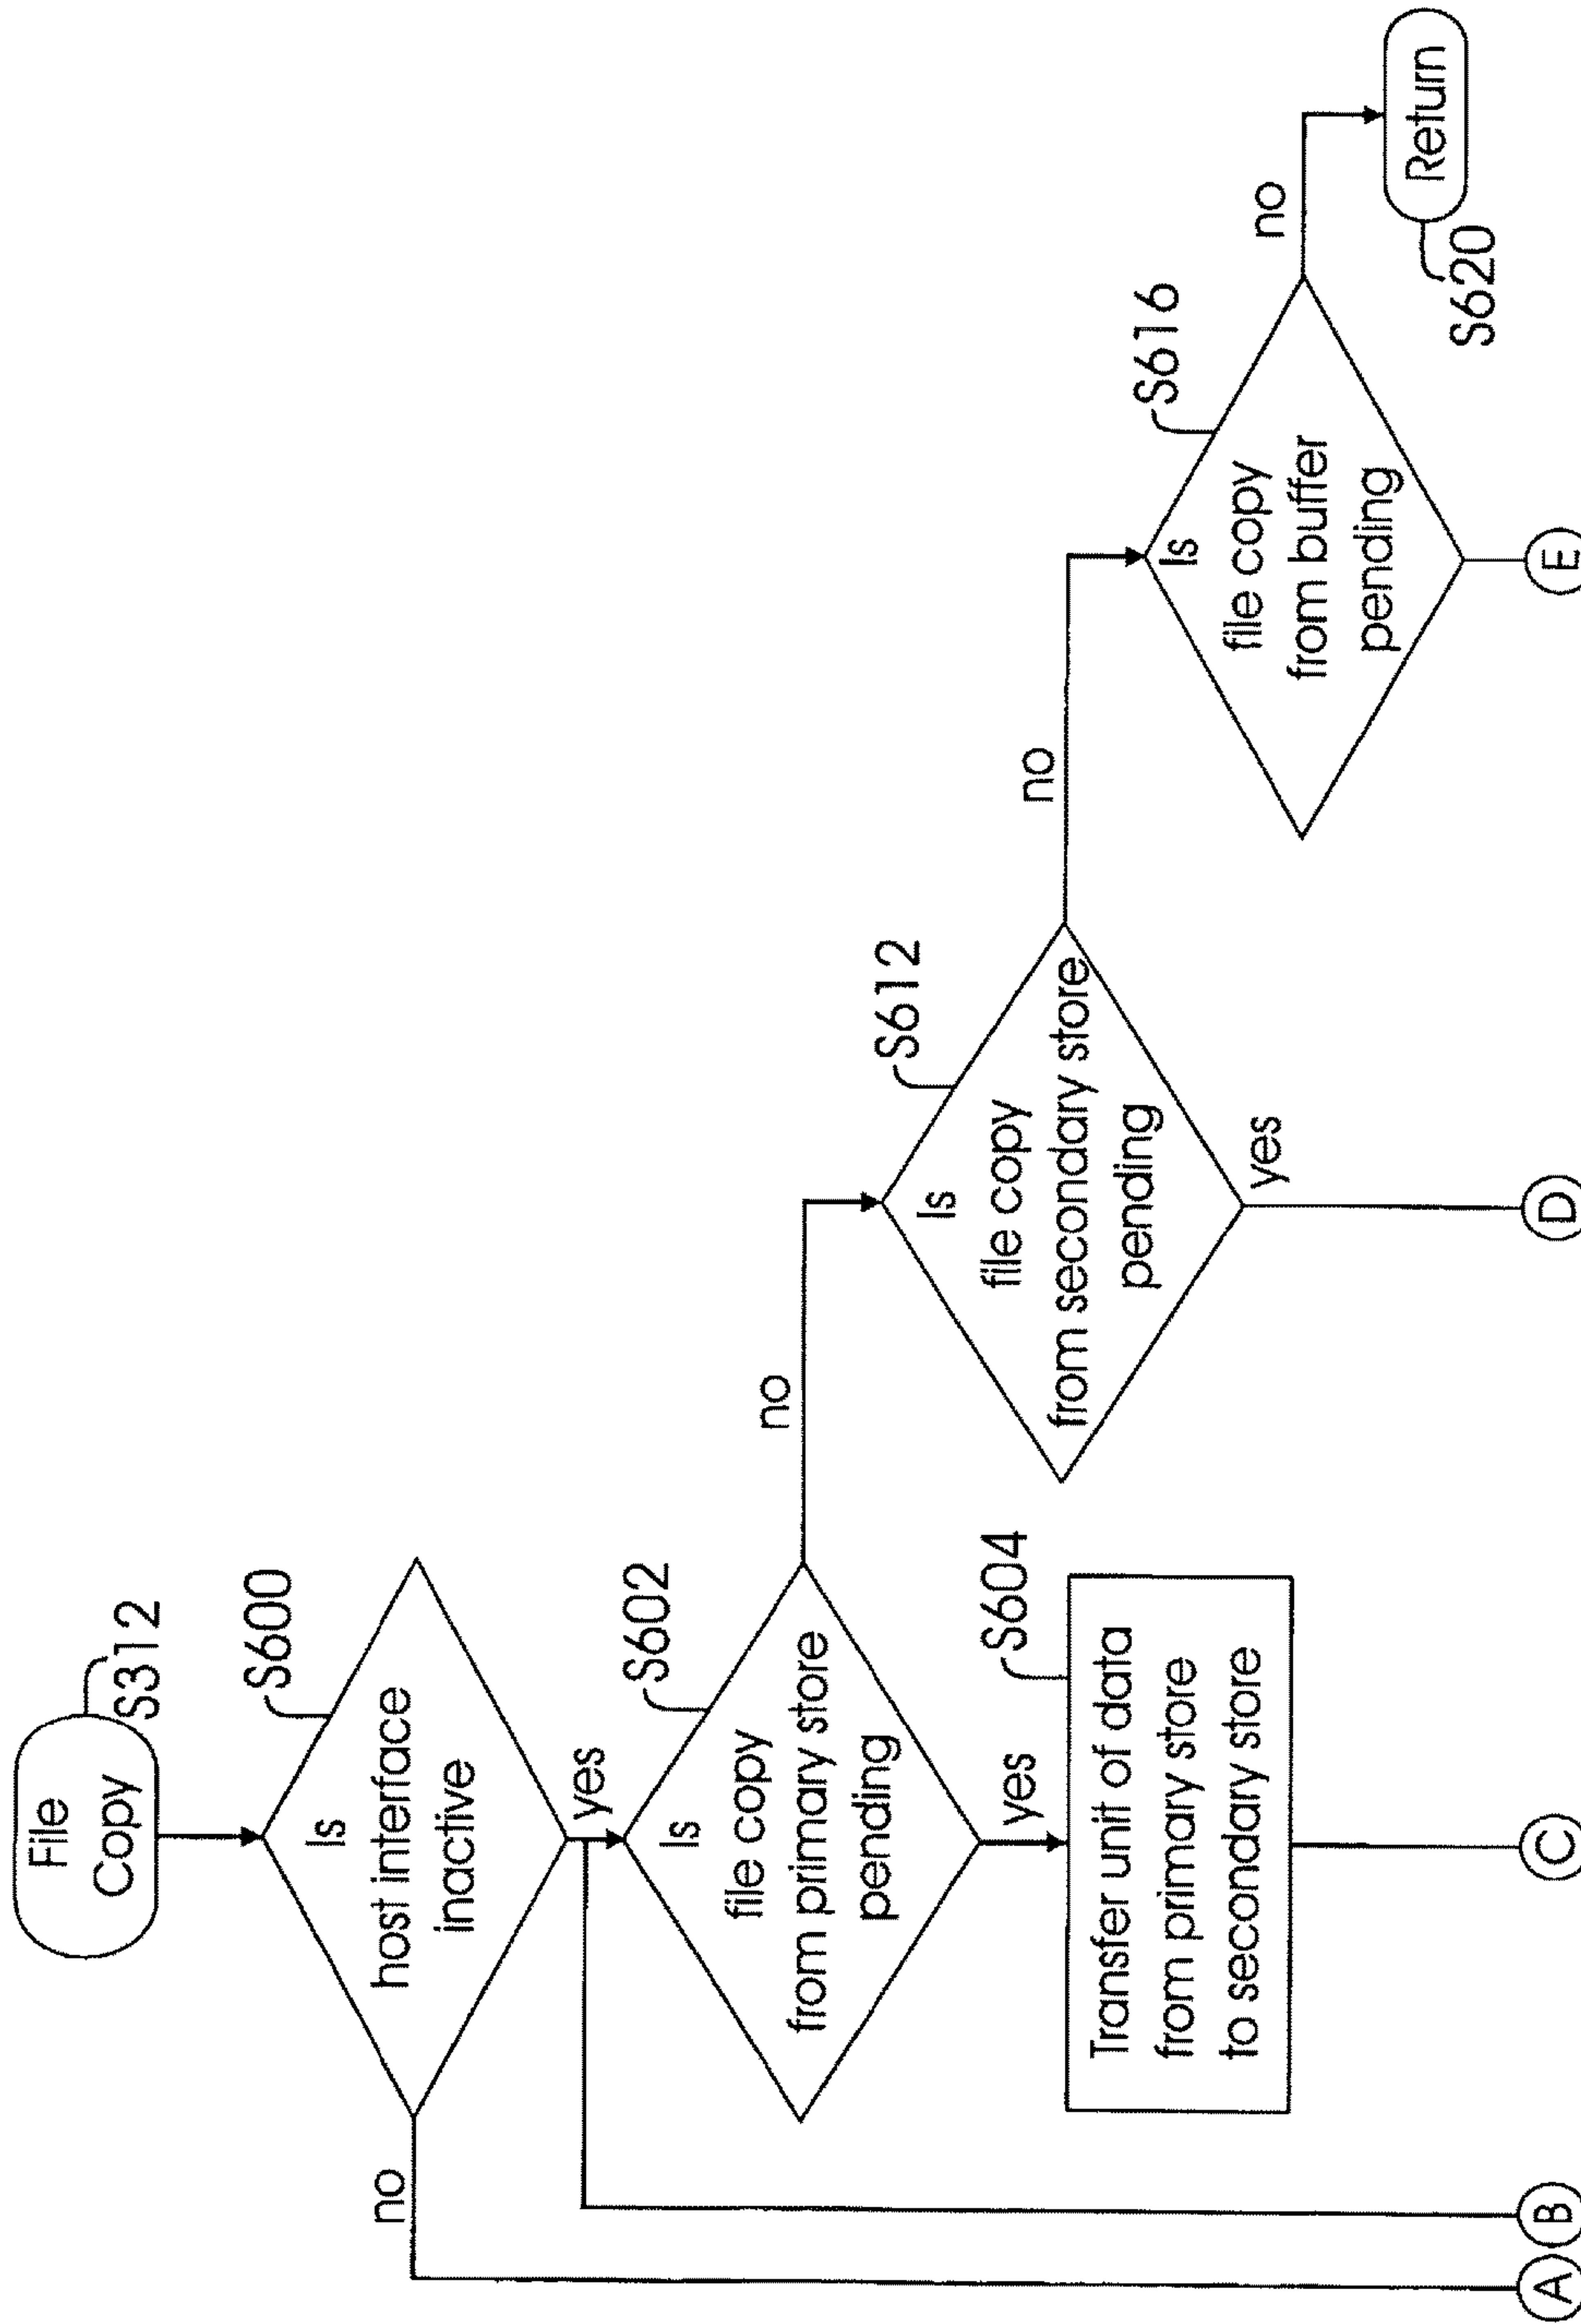 File
Copy
S312
Is
host interface
inactive
S600
no
yes
Is
file copy
from primary store
pending
S602
no
yes
Transfer unit of data
from primary store
to secondary store
S604
Is
file copy
from secondary store
pending
S612
no
yes
Is
file copy
from buffer
pending
S616
no
Return
S620
A
B
C
D
E